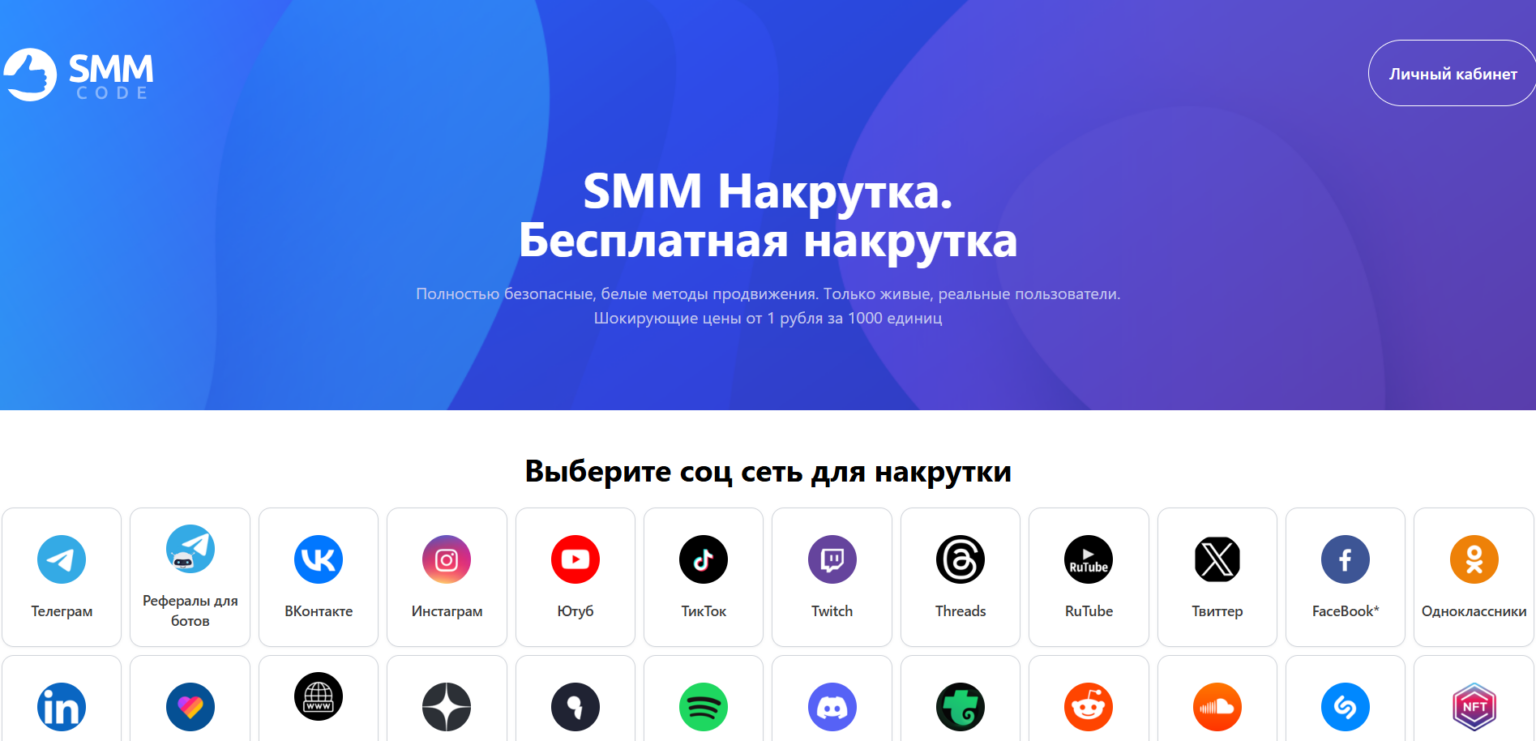 SMM
CODE
Личный кабинет
SMM Накрутка.
Бесплатная накрутка
Полностью безопасные, белые методы продвижения. Только живые, реальные пользователи.
Шокирующие цены от 1 рубля за 1000 единиц
Выберите соц сеть для накрутки
RuTube
Телеграм
Рефералы для
ботов
ВКонтакте
Инстаграм
Ютуб
ТикТок
Twitch
Threads
RuTube
Твиттер
FaceBook*
Одноклассники
in
WWW
NFT